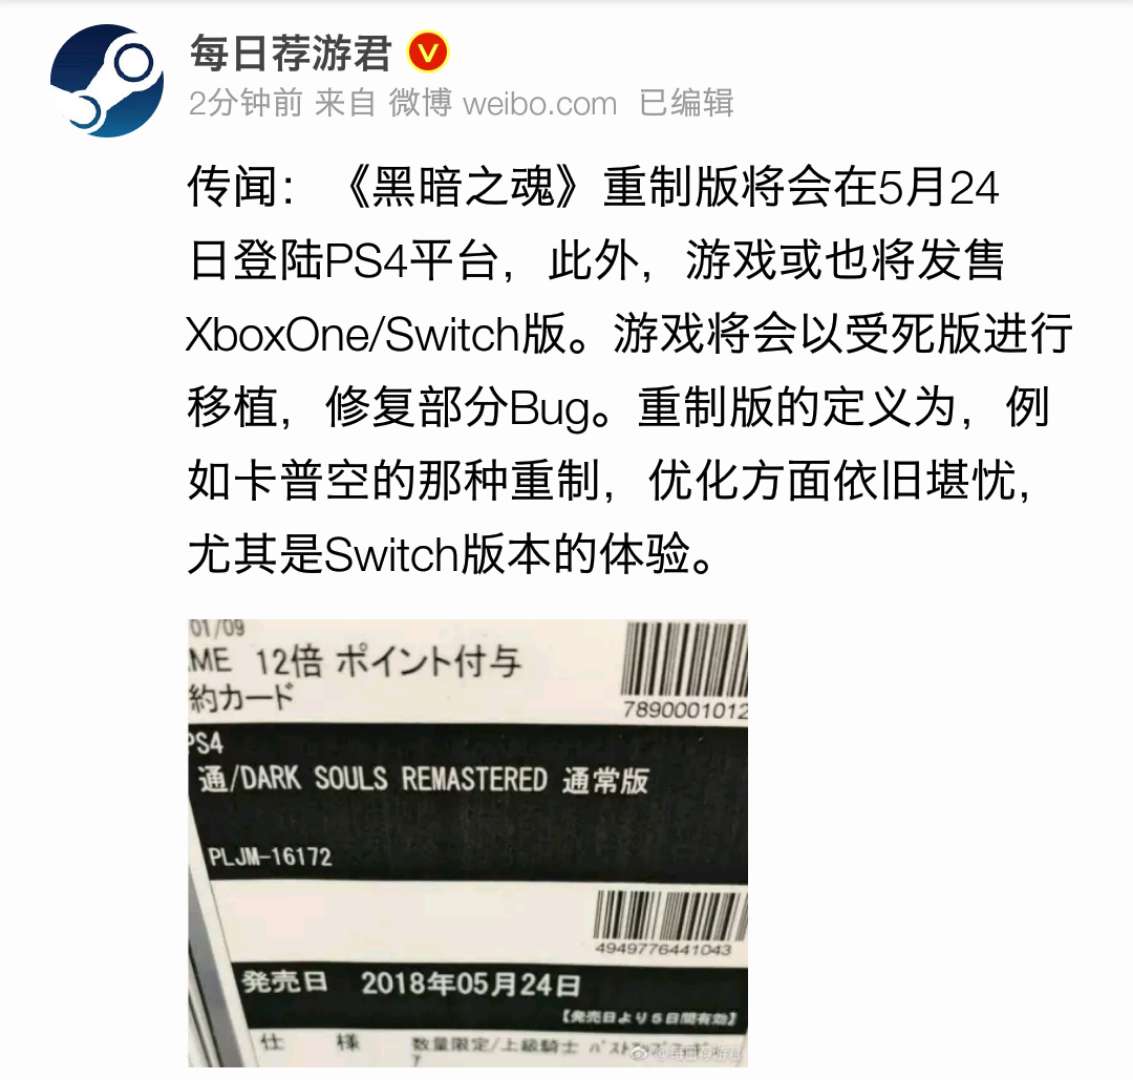 每日荐游君
2分钟前 来自 微博 weibo.com 已编辑
传闻：《黑暗之魂》重制版将会在5月24
日登陆PS4平台，此外，游戏或也将发售
XboxOne/Switch版。游戏将会以受死版进行
移植，修复部分Bug。重制版的定义为，例
如卡普空的那种重制，优化方面依旧堪忧，
尤其是Switch版本的体验。
01/09
ME 12倍 ポイント付与
約カード
7890001012
PS4
通/DARK SOULS REMASTERED 通常版
PLJM-16172
4949776441043
発売日 2018年05月24日
【発売日より5日間有効】
仕 様 数量限定/上級騎士